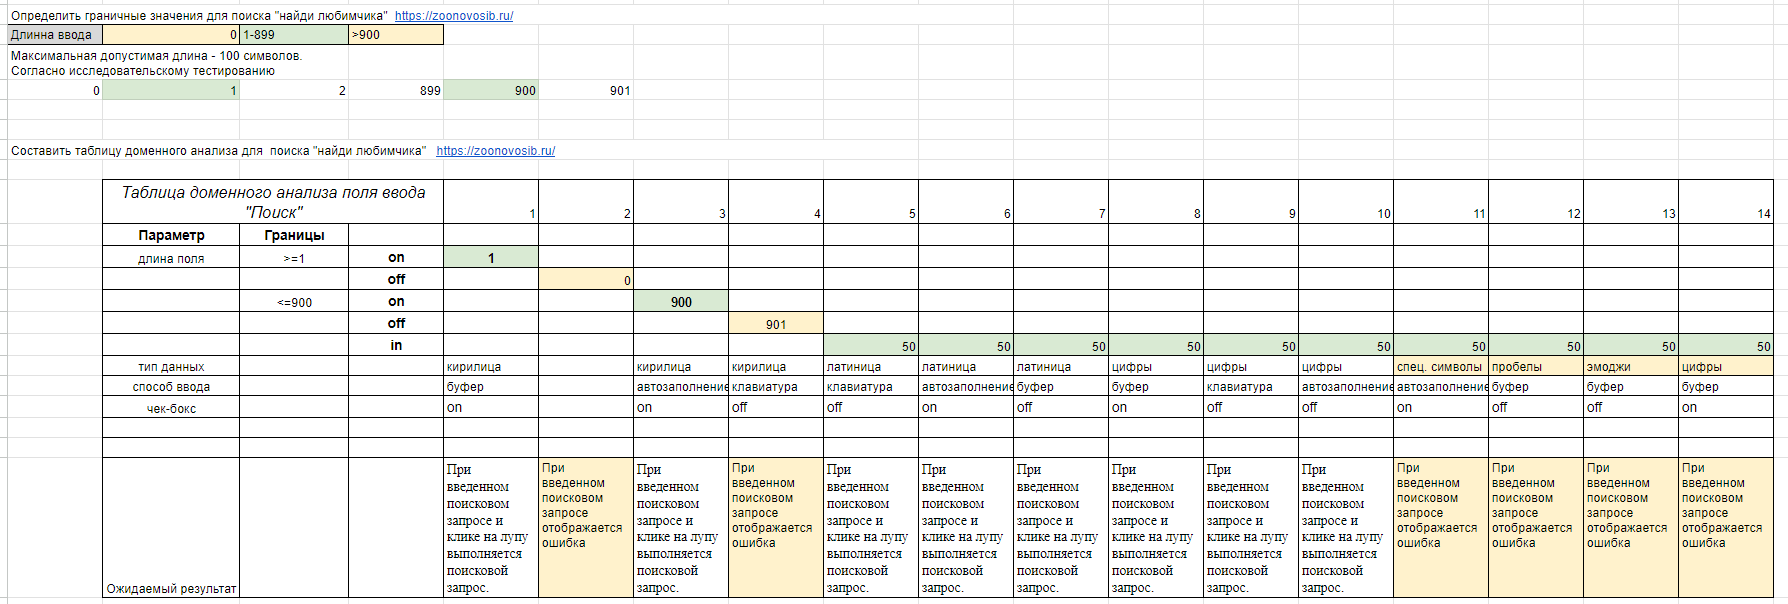 Определить граничные значения для поиска "найди любимчика" https://zoonovosib.ru/
Длинна ввода 0 1-899 >900
Максимальная допустимая длина - 100 символов.
Согласно исследовательскому тестированию
0 1 2 899 900 901
Составить таблицу доменного анализа для поиска "найди любимчика" https://zoonovosib.ru/
Таблица доменного анализа поля ввода
"Поиск"
1 2 3 4 5 6 7 8 9 10 11 12 13 14
Параметр Границы
длина поля >=1 on 1
off 0
<=900 on 900
off 901
in 50 50 50 50 50 50 50 50 50 50
тип данных кирилица кирилица кирилица латиница латиница латиница цифры цифры цифры спец. символы пробелы эмоджи цифры
способ ввода буфер автозаполнение клавиатура клавиатура автозаполнение буфер буфер клавиатура автозаполнение автозаполнение буфер буфер буфер
чек-бокс on on off off on off on off off on off off on
Ожидаемый результат
При
введенном
поисковом
запросе и
клике на лупу
выполняется
поисковой
запрос.
При
введенном
поисковом
запросе
отображается
ошибка
При
введенном
поисковом
запросе и
клике на лупу
выполняется
поисковой
запрос.
При
введенном
поисковом
запросе
отображается
ошибка
При
введенном
поисковом
запросе и
клике на лупу
выполняется
поисковой
запрос.
При
введенном
поисковом
запросе и
клике на лупу
выполняется
поисковой
запрос.
При
введенном
поисковом
запросе и
клике на лупу
выполняется
поисковой
запрос.
При
введенном
поисковом
запросе и
клике на лупу
выполняется
поисковой
запрос.
При
введенном
поисковом
запросе и
клике на лупу
выполняется
поисковой
запрос.
При
введенном
поисковом
запросе и
клике на лупу
выполняется
поисковой
запрос.
При
введенном
поисковом
запросе
отображается
ошибка
При
введенном
поисковом
запросе
отображается
ошибка
При
введенном
поисковом
запросе
отображается
ошибка
При
введенном
поисковом
запросе
отображается
ошибка